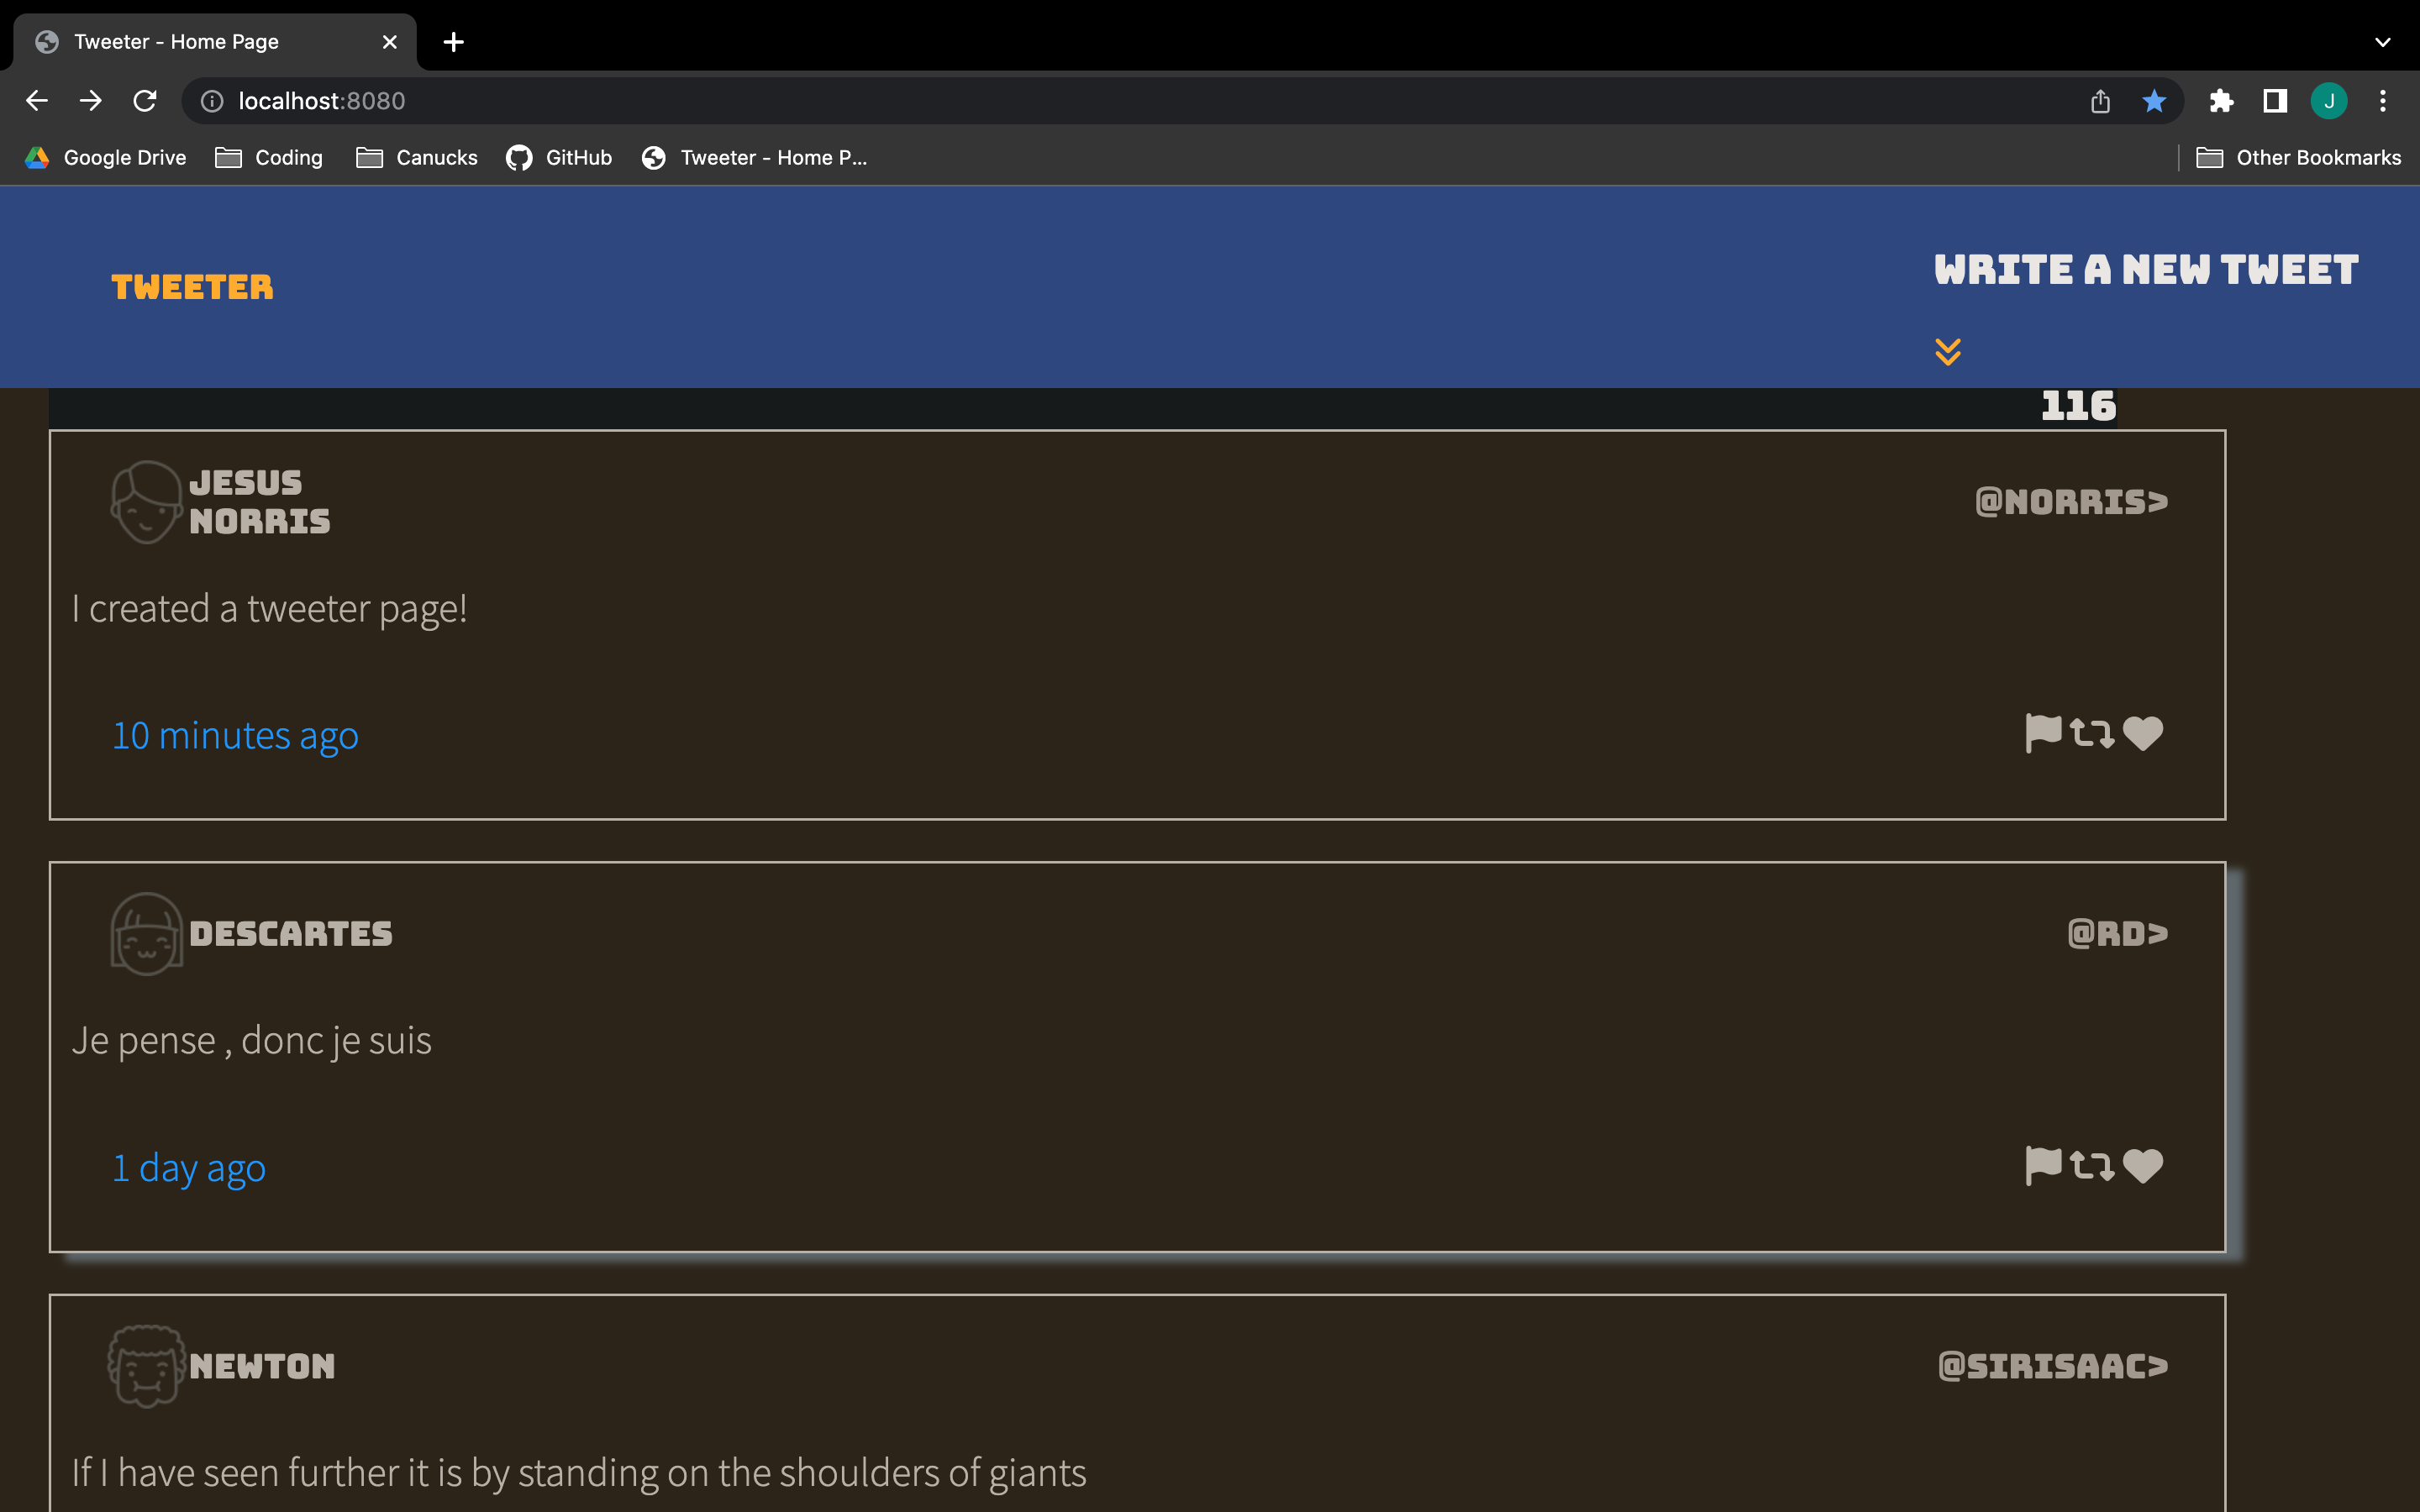 Tweeter - Home Page
localhost:8080
J
Google Drive
Coding
Canucks
GitHub
Tweeter - Home P...
Other Bookmarks
TWEETER
WRITE A NEW TWEET
116
JESUS
NORRIS
@NORRIS>
I created a tweeter page!
10 minutes ago
DESCARTES
@RD>
Je pense , donc je suis
1 day ago
NEWTON
@SIRISAAC>
If I have seen further it is by standing on the shoulders of giants